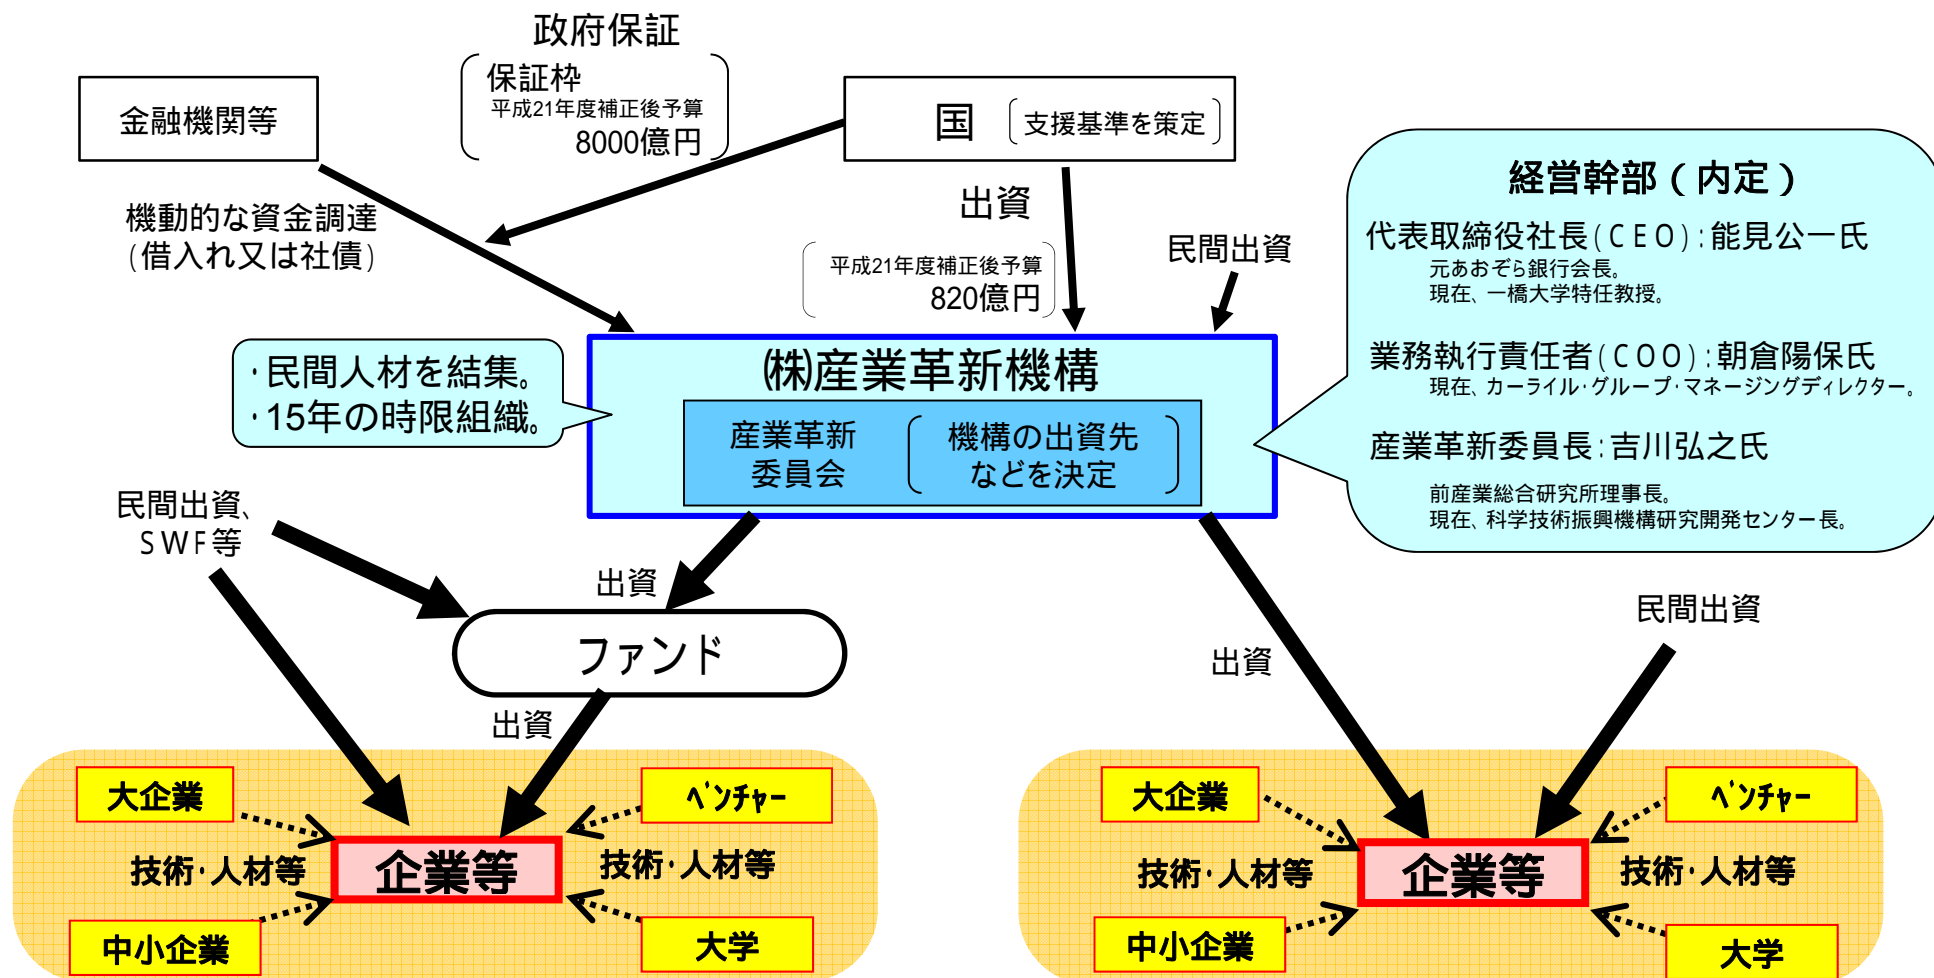 政府保証
保証枠
平成21年度補正後予算
8000億円
金融機関等
国
支援基準を策定
機動的な資金調達
(借入れ又は社債)
出資
平成21年度補正後予算
820億円
民間出資
経営幹部(内定)
代表取締役社長(CEO):能見公一氏
元あおぞら銀行会長。
現在、一橋大学特任教授。
業務執行責任者(COO):朝倉陽保氏
現在、カーライル・グループ・マネージングディレクター。
産業革新委員長:吉川弘之氏
前産業総合研究所理事長。
現在、科学技術振興機構研究開発センター長。
・民間人材を結集。
・15年の時限組織。
㈱産業革新機構
産業革新
委員会
機構の出資先
などを決定
民間出資、
SWF等
出資
ファンド
出資
出資
民間出資
大企業
ベンチャー
技術・人材等
企業等
技術・人材等
中小企業
大学
大企業
ベンチャー
技術・人材等
企業等
技術・人材等
中小企業
大学